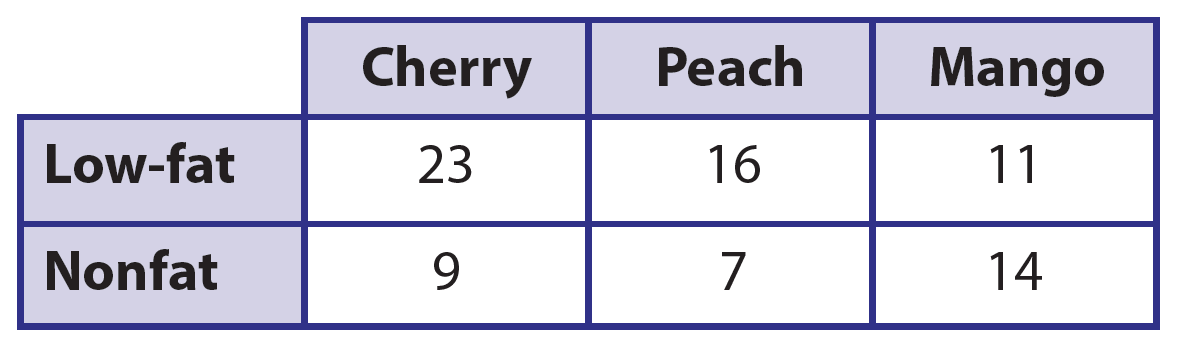 Cherry Peach Mango
Low-fat 23 16 11
Nonfat 9 7 14